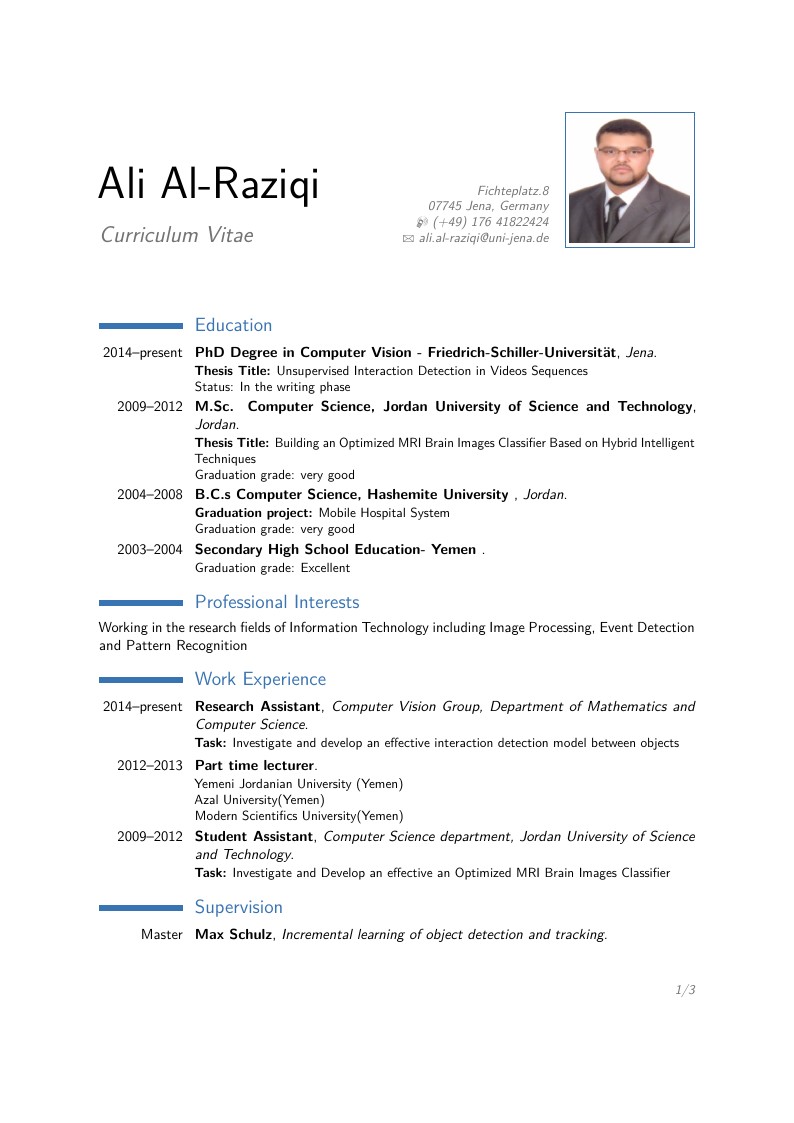 Ali Al-Raziqi
Curriculum Vitae
Fichteplatz.8
07745 Jena, Germany
(+49) 176 41822424
ali.al-raziqi@uni-jena.de
Education
2014–present PhD Degree in Computer Vision - Friedrich-Schiller-Universität, Jena.
Thesis Title: Unsupervised Interaction Detection in Videos Sequences
Status: In the writing phase
2009–2012 M.Sc. Computer Science, Jordan University of Science and Technology,
Jordan.
Thesis Title: Building an Optimized MRI Brain Images Classifier Based on Hybrid Intelligent
Techniques
Graduation grade: very good
2004–2008 B.C.s Computer Science, Hashemite University , Jordan.
Graduation project: Mobile Hospital System
Graduation grade: very good
2003–2004 Secondary High School Education- Yemen .
Graduation grade: Excellent
Professional Interests
Working in the research fields of Information Technology including Image Processing, Event Detection
and Pattern Recognition
Work Experience
2014–present Research Assistant, Computer Vision Group, Department of Mathematics and
Computer Science.
Task: Investigate and develop an effective interaction detection model between objects
2012–2013 Part time lecturer.
Yemeni Jordanian University (Yemen)
Azal University(Yemen)
Modern Scientifics University(Yemen)
2009–2012 Student Assistant, Computer Science department, Jordan University of Science
and Technology.
Task: Investigate and Develop an effective an Optimized MRI Brain Images Classifier
Supervision
Master Max Schulz, Incremental learning of object detection and tracking.
1/3